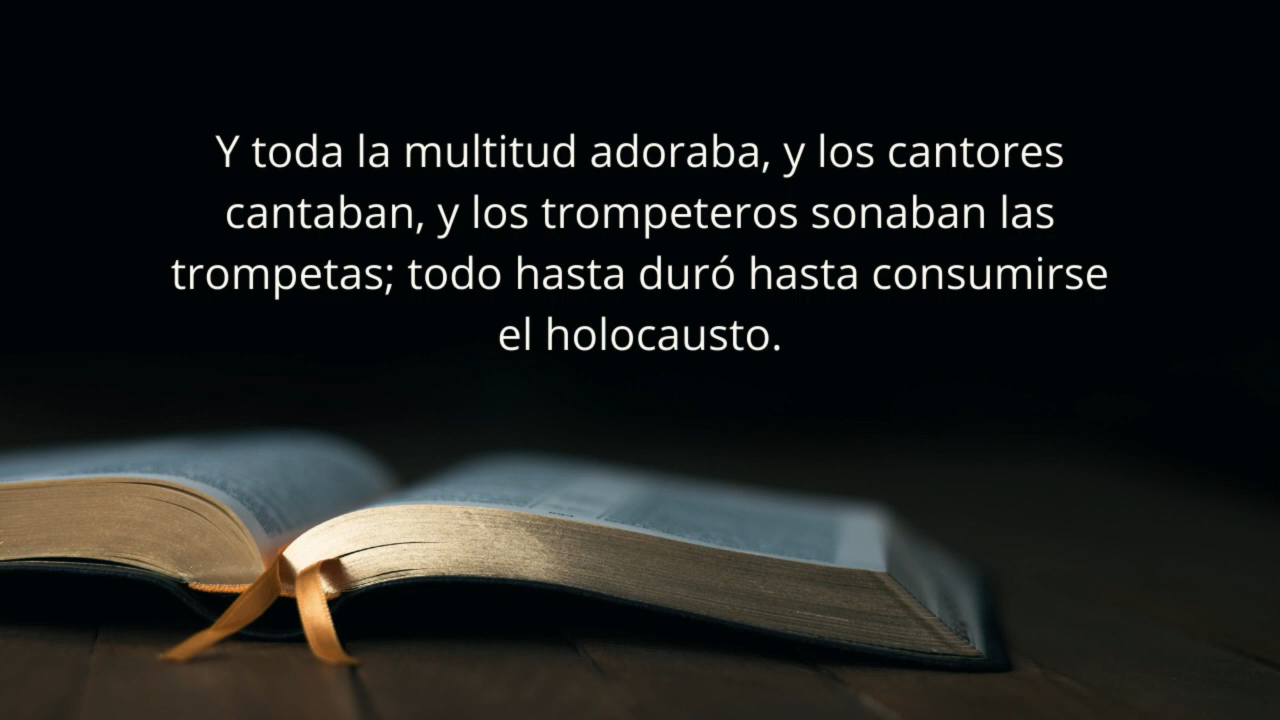 Y toda la multitud adoraba, y los cantores
cantaban, y los trompeteros sonaban las
trompetas; todo hasta duró hasta consumirse
el holocausto.